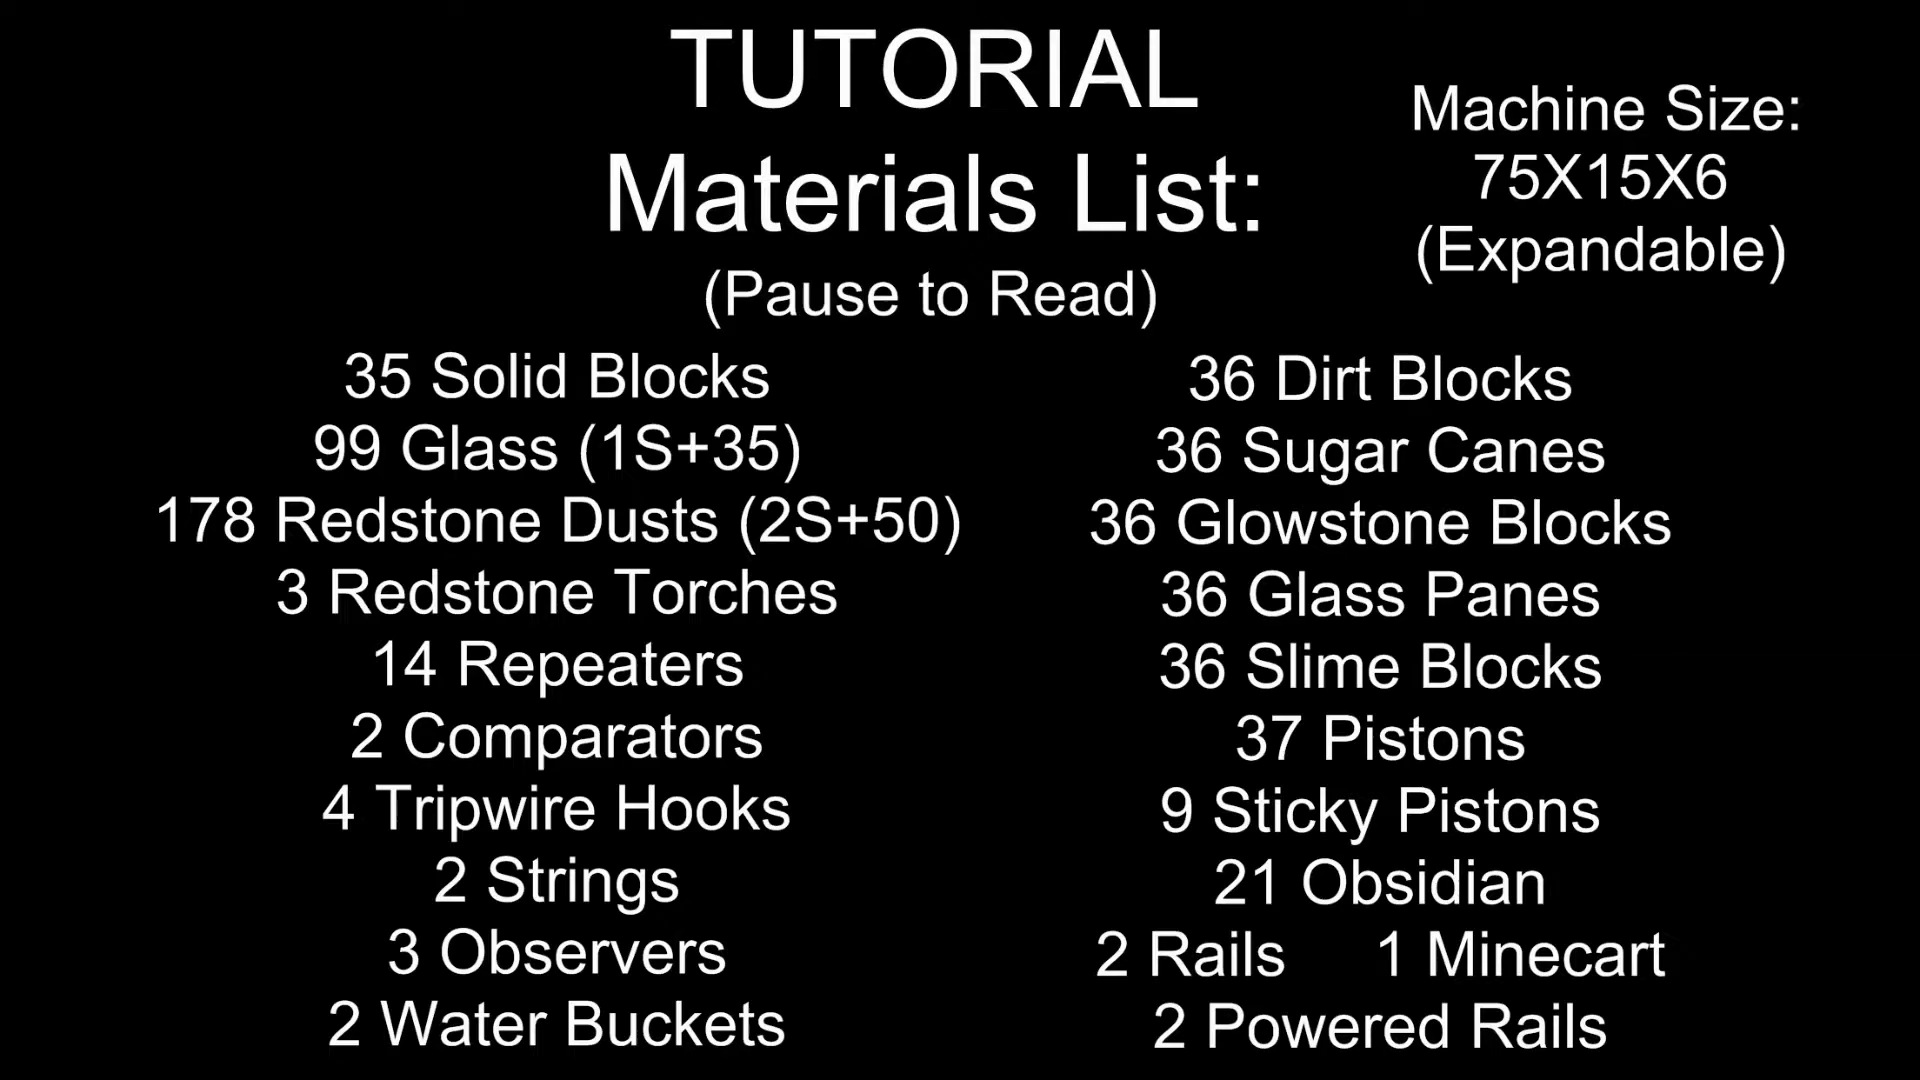 TUTORIAL
Materials List:
(Pause to Read)
Machine Size:
75X15X6
(Expandable)
35 Solid Blocks
99 Glass (1S+35)
178 Redstone Dusts (2S+50)
3 Redstone Torches
14 Repeaters
2 Comparators
4 Tripwire Hooks
2 Strings
3 Observers
2 Water Buckets
36 Dirt Blocks
36 Sugar Canes
36 Glowstone Blocks
36 Glass Panes
36 Slime Blocks
37 Pistons
9 Sticky Pistons
21 Obsidian
2 Rails 1 Minecart
2 Powered Rails